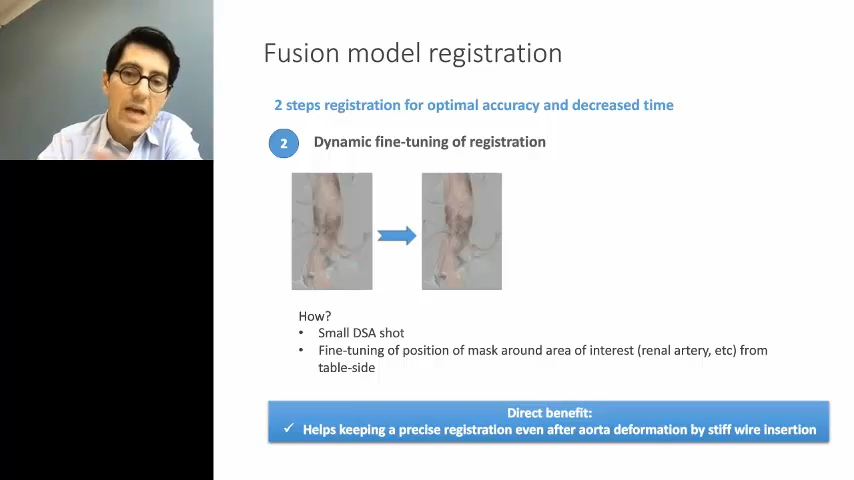 Fusion model registration
2 steps registration for optimal accuracy and decreased time
2 Dynamic fine-tuning of registration
How?
• Small DSA shot
• Fine-tuning of position of mask around area of interest (renal artery, etc) from
table-side
Direct benefit:
✓ Helps keeping a precise registration even after aorta deformation by stiff wire insertion